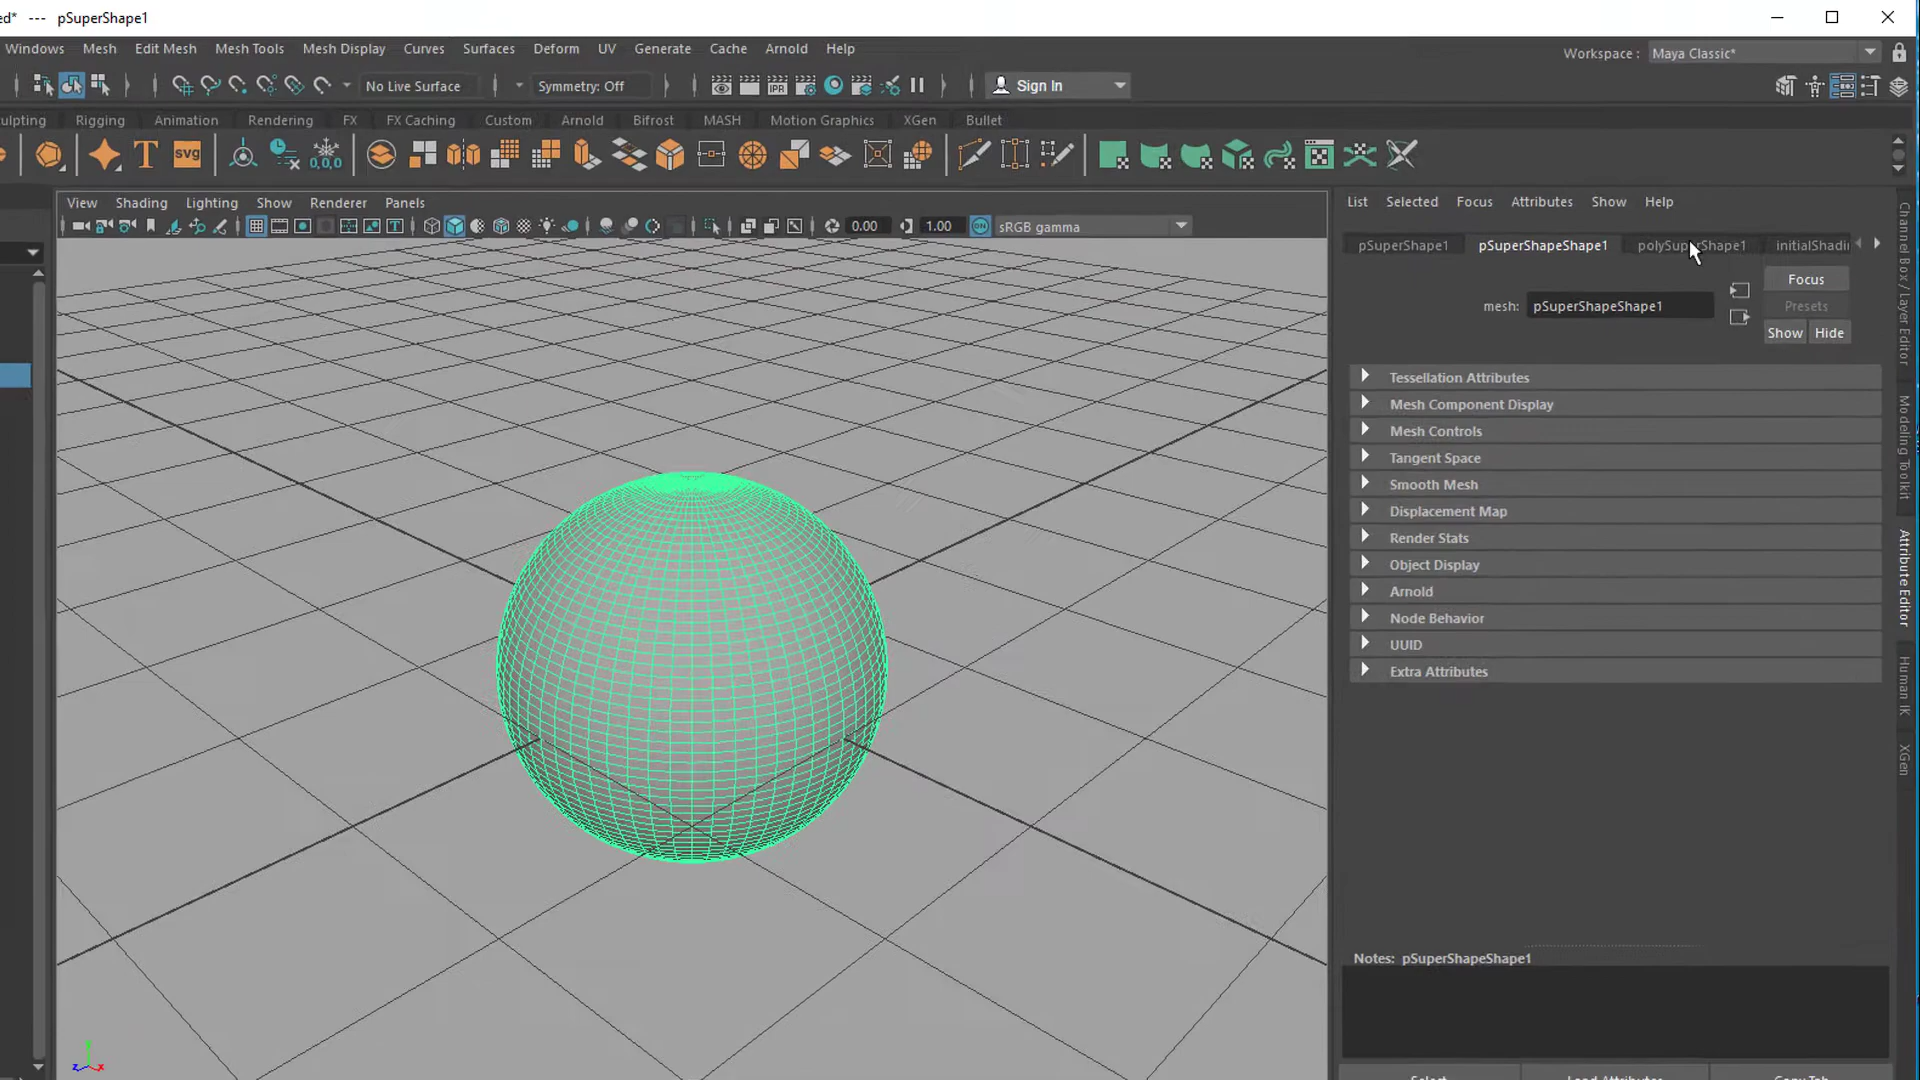 ed* --- pSuperShape1
Windows Mesh Edit Mesh Mesh Tools Mesh Display Curves Surfaces Deform UV Generate Cache Arnold Help
Workspace : Maya Classic*
No Live Surface Symmetry: Off IPR Sign In
ulpting Rigging Animation Rendering FX FX Caching Custom Arnold Bifrost MASH Motion Graphics XGen Bullet
T SVG 0,0,0
View Shading Lighting Show Renderer Panels
0.00 1.00 ON sRGB gamma
List Selected Focus Attributes Show Help
pSuperShape1 pSuperShapeShape1 polySuperShape1 initialShadi
Focus
mesh: pSuperShapeShape1
Presets
Show Hide
Tessellation Attributes
Mesh Component Display
Mesh Controls
Tangent Space
Smooth Mesh
Displacement Map
Render Stats
Object Display
Arnold
Node Behavior
UUID
Extra Attributes
Notes: pSuperShapeShape1
Select Load Attributes Copy Tab
Channel Box / Layer Editor
Modeling Toolkit
Attribute Editor
Human IK
XGen
z x